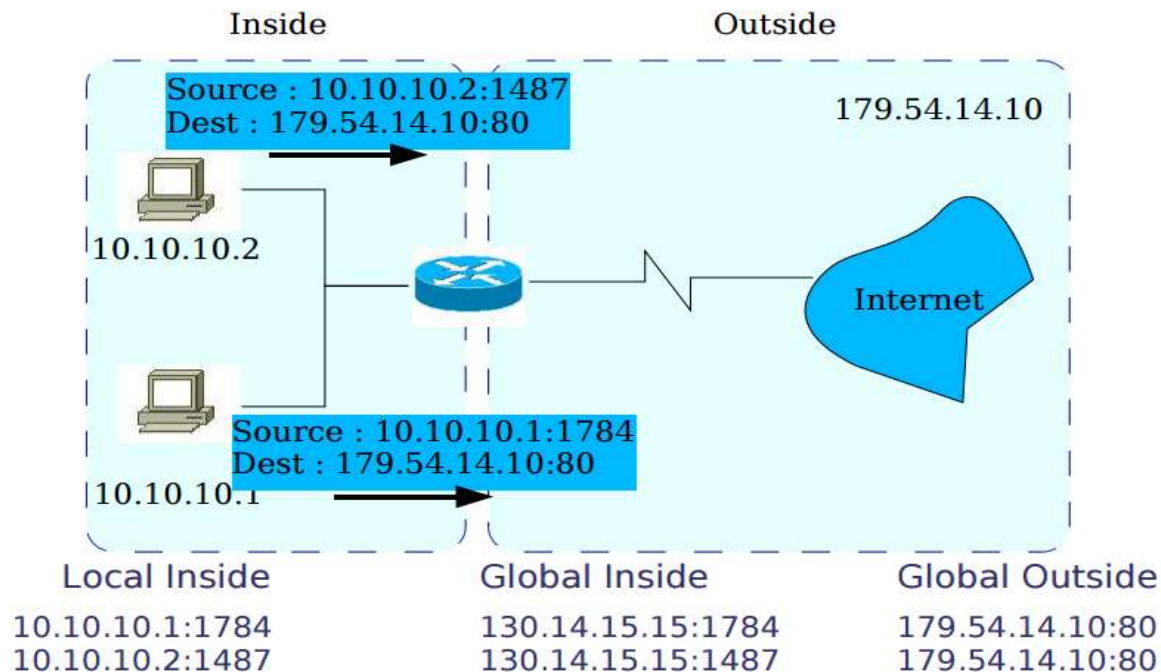 Inside
Outside
Source : 10.10.10.2:1487
Dest : 179.54.14.10:80
179.54.14.10
10.10.10.2
Internet
Source : 10.10.10.1:1784
Dest : 179.54.14.10:80
10.10.10.1
Local Inside
Global Inside
Global Outside
10.10.10.1:1784
130.14.15.15:1784
179.54.14.10:80
10.10.10.2:1487
130.14.15.15:1487
179.54.14.10:80